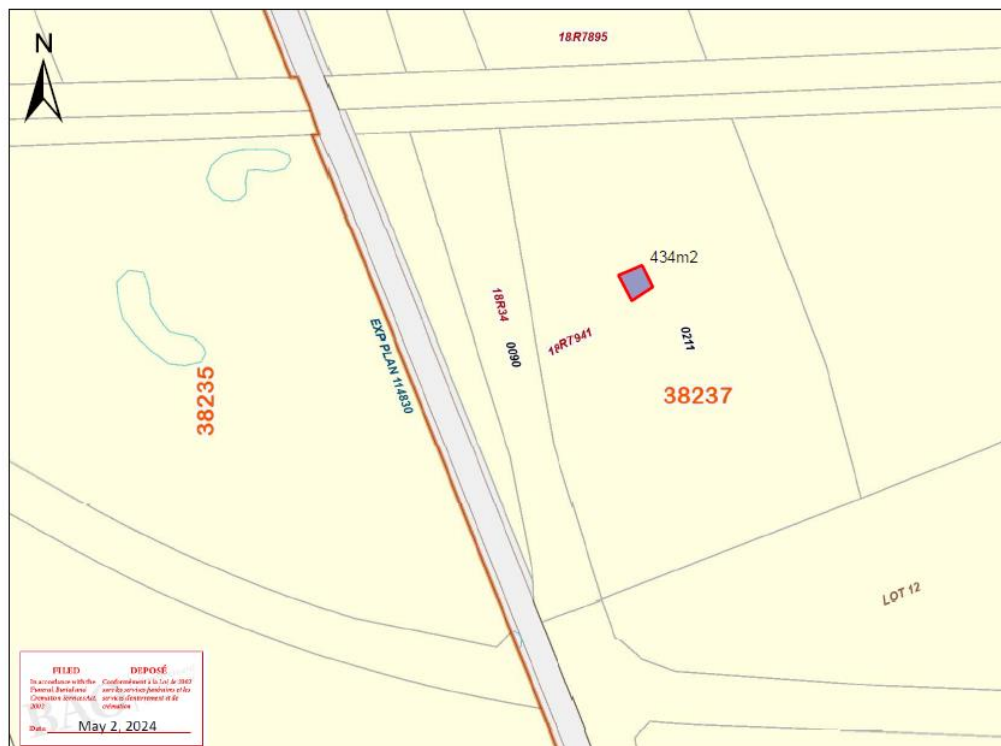 N
18R7895
434m2
18R34
0090
18R7941
0211
EXP PLAN 114830
38235
38237
LOT 12
FILED
In accordance with the
Funeral, Burial and
Cremation Services Act,
2002
DEPOSÉ
Conformément à la Loi de 2002
sur les services funéraires et les
services d'enterrement et de
crémation
Date May 2, 2024